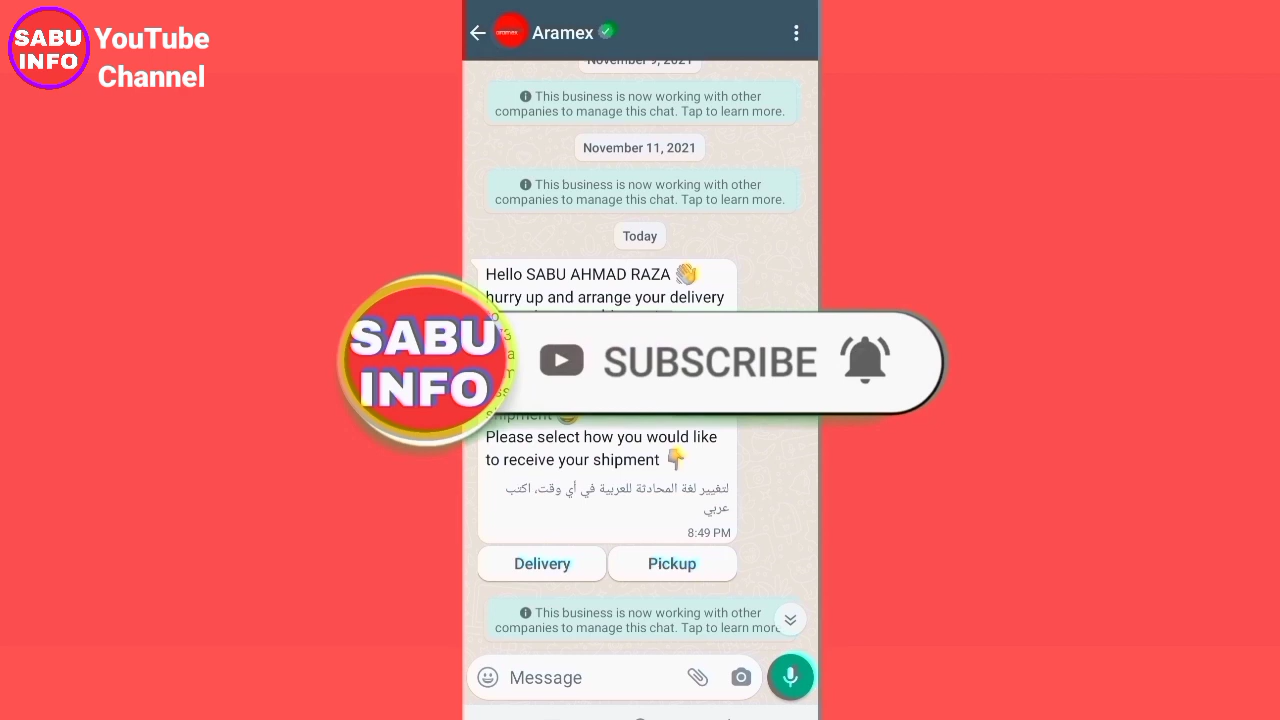 SABU
INFO
YouTube
Channel
aramex
Aramex
November 9, 2021
This business is now working with other
companies to manage this chat. Tap to learn more.
November 11, 2021
This business is now working with other
companies to manage this chat. Tap to learn more.
Today
Hello SABU AHMAD RAZA 👋
hurry up and arrange your delivery
SABU
INFO
SUBSCRIBE
shipment
Please select how you would like
to receive your shipment 👇
لتغيير لغة المحادثة للعربية في أي وقت، اكتب
عربي
8:49 PM
Delivery
Pickup
This business is now working with other
companies to manage this chat. Tap to learn more.
Message